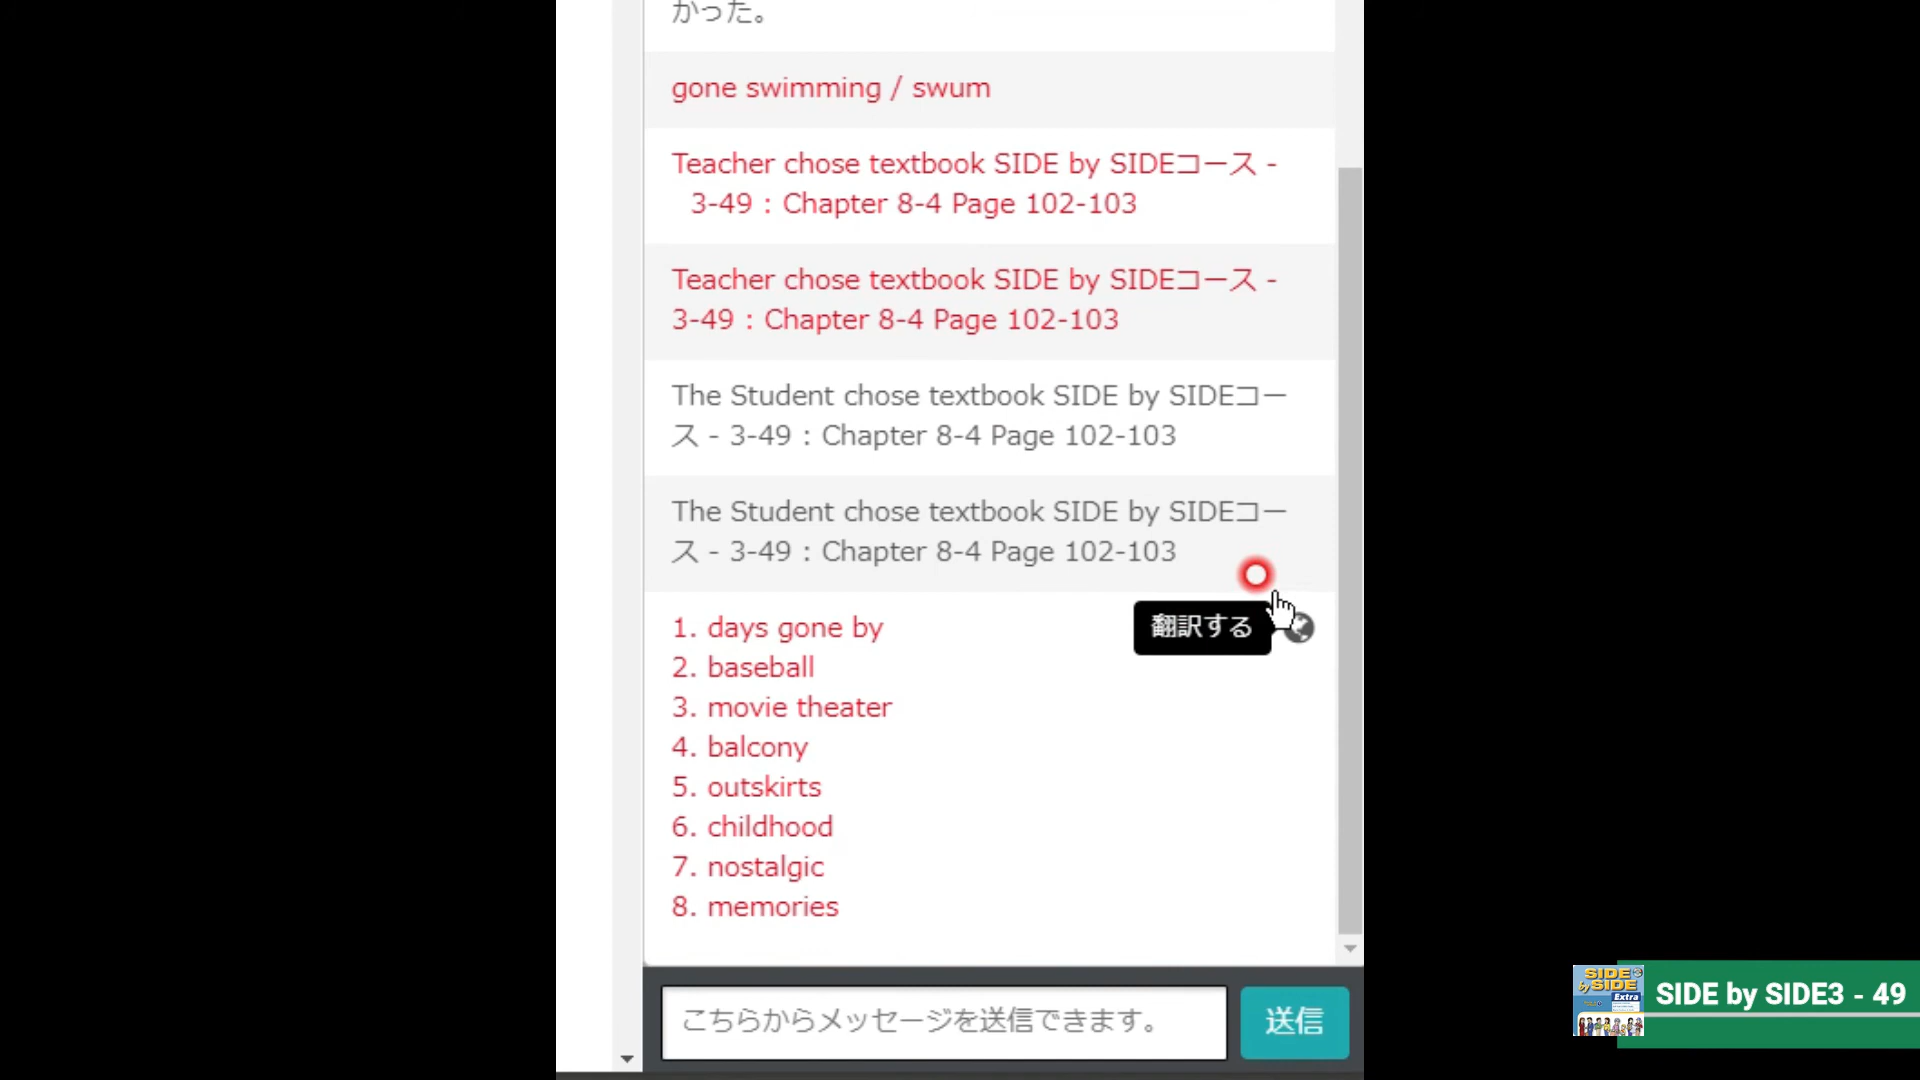 かった。
gone swimming / swum
Teacher chose textbook SIDE by SIDEコース -
3-49 : Chapter 8-4 Page 102-103
Teacher chose textbook SIDE by SIDEコース -
3-49 : Chapter 8-4 Page 102-103
The Student chose textbook SIDE by SIDEコー
ス - 3-49 : Chapter 8-4 Page 102-103
The Student chose textbook SIDE by SIDEコー
ス - 3-49 : Chapter 8-4 Page 102-103
1. days gone by
翻訳する
2. baseball
3. movie theater
4. balcony
5. outskirts
6. childhood
7. nostalgic
8. memories
こちらからメッセージを送信できます。
送信
SIDE
by SIDE
Extra
SIDE by SIDE3 - 49